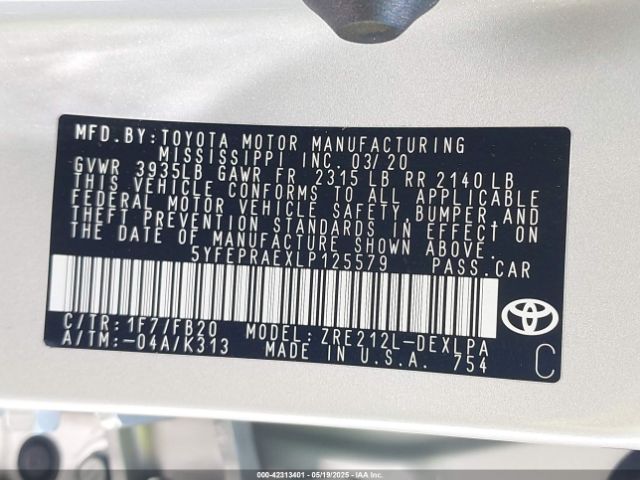 MFD. BY: TOYOTA MOTOR MANUFACTURING
MISSISSIPPI INC. 03/20
GVWR 3935LB GAWR FR 2315 LB RR 2140 LB
THIS VEHICLE CONFORMS TO ALL APPLICABLE
FEDERAL MOTOR VEHICLE SAFETY, BUMPER, AND
THEFT PREVENTION STANDARDS IN EFFECT ON
THE DATE OF MANUFACTURE SHOWN ABOVE.
5YFEPRAEXLP125579 PASS. CAR
C/TR: 1F7/FB20 MODEL: ZRE212L-DEXLPA
A/TM: -04A/K313 MADE IN U.S.A. 754
TOYOTA
C
000-42313401 - 05/19/2025 - IAAI.COM